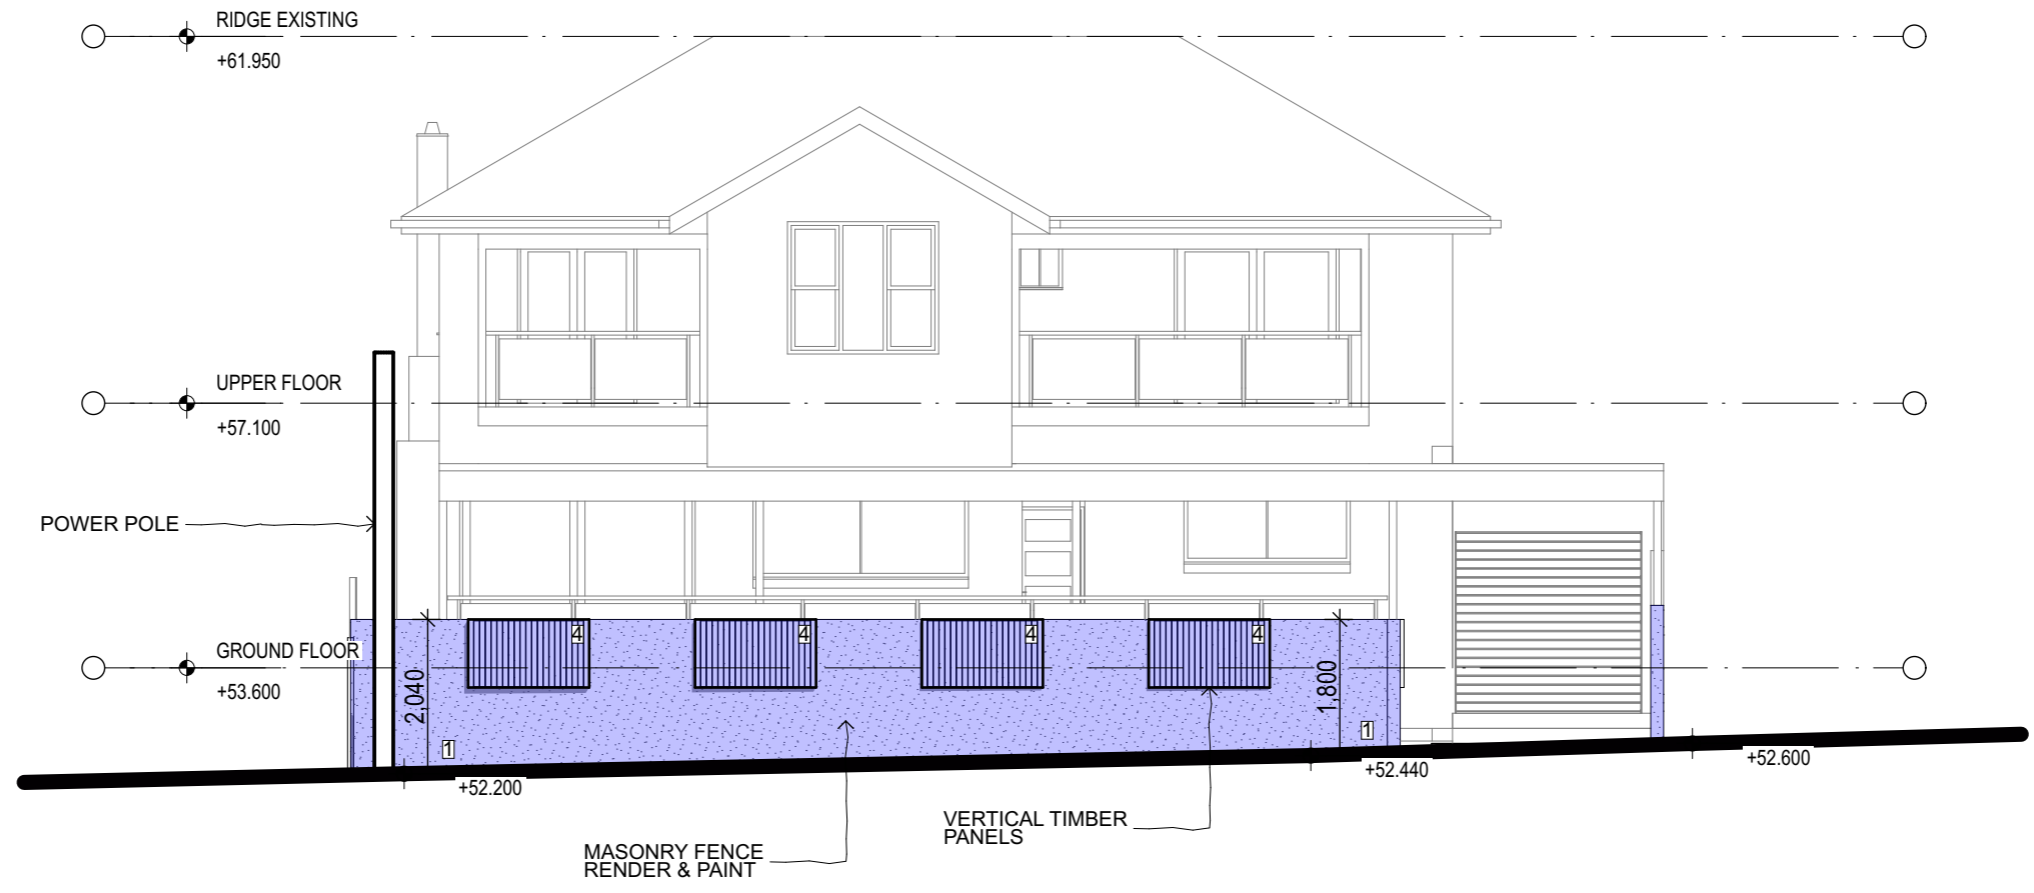 RIDGE EXISTING
+61.950
UPPER FLOOR
+57.100
POWER POLE
GROUND FLOOR
+53.600
4
4
4
4
2,040
1,800
1
1
+52.200
+52.440
+52.600
VERTICAL TIMBER
PANELS
MASONRY FENCE
RENDER & PAINT